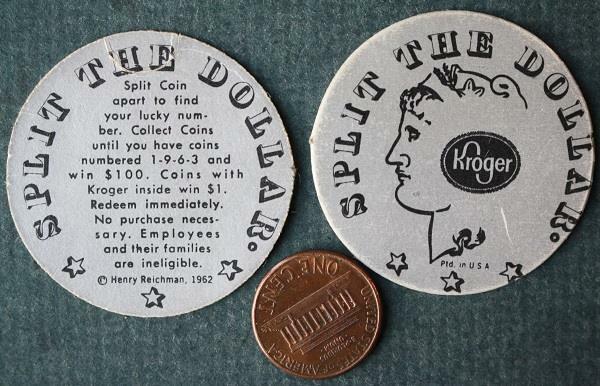 SPLIT THE DOLLAR.
Split Coin
apart to find
your lucky num-
ber. Collect Coins
until you have coins
numbered 1-9-6-3 and
win $100. Coins with
Kroger inside win $1.
Redeem immediately.
No purchase neces-
sary. Employees
and their families
are ineligible.
© Henry Reichman, 1962
SPLIT THE DOLLAR.
Kroger
Ptd. in U S A
UNITED STATES OF AMERICA
E PLURIBUS UNUM
ONE CENT